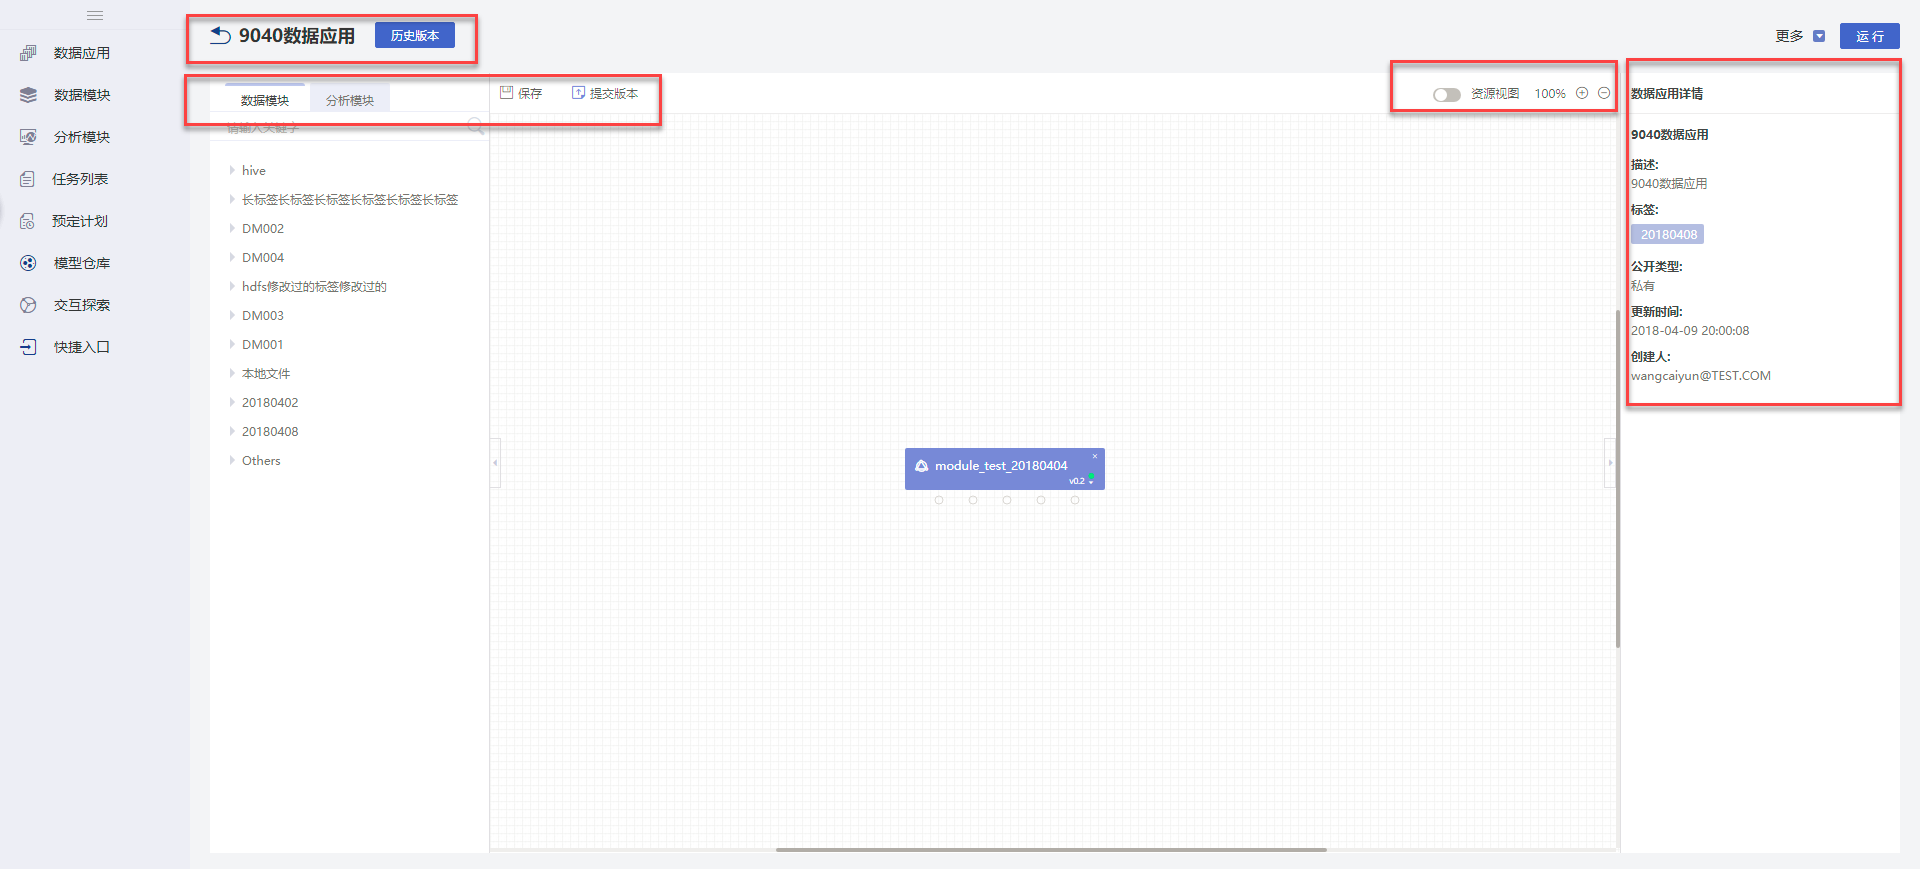 数据应用
数据模块
分析模块
任务列表
预定计划
模型仓库
交互探索
快捷入口
9040数据应用
历史版本
更多
运行
数据模块
分析模块
保存
提交版本
资源视图
100%
请输入关键字
hive
长标签长标签长标签长标签长标签长标签
DM002
DM004
hdfs修改过的标签修改过的
DM003
DM001
本地文件
20180402
20180408
Others
module_test_20180404
v0.2
数据应用详情
9040数据应用
描述:
9040数据应用
标签:
20180408
公开类型:
私有
更新时间:
2018-04-09 20:00:08
创建人:
wangcaiyun@TEST.COM